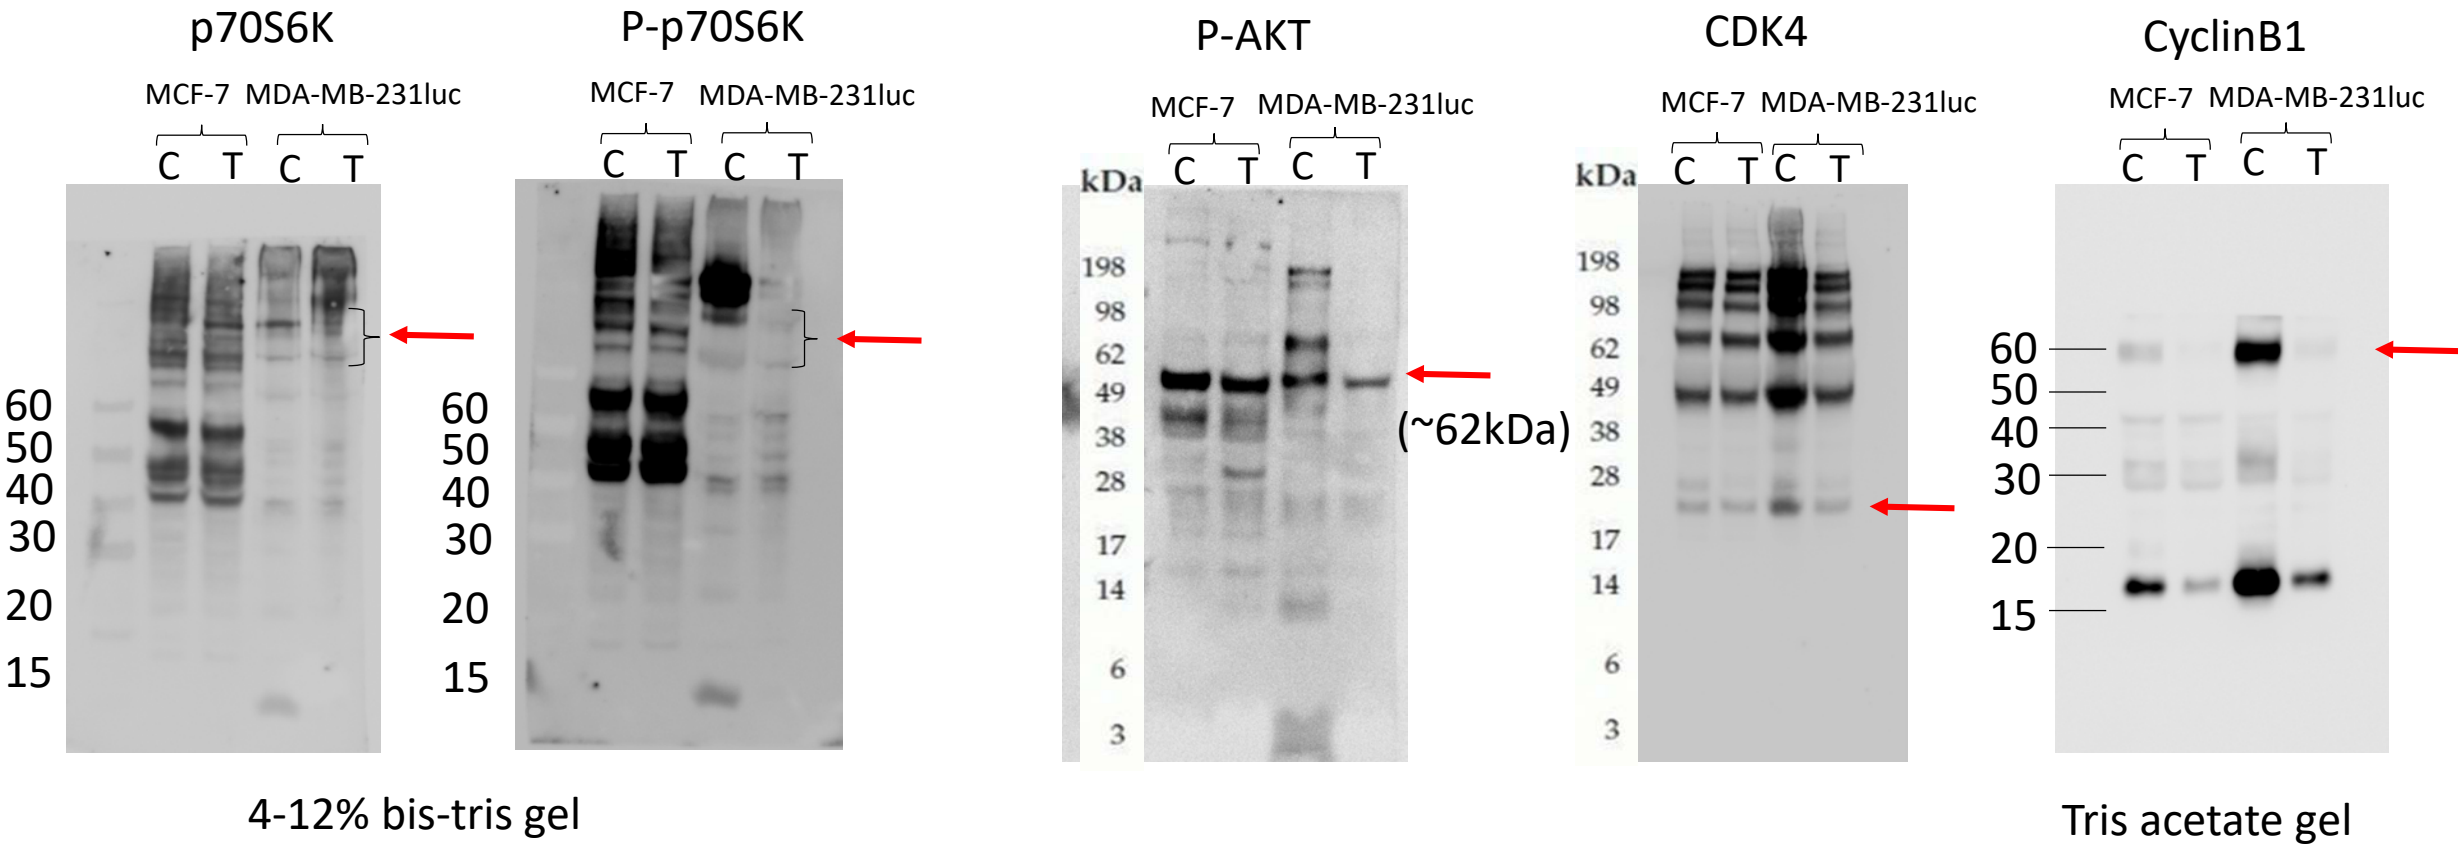 p70S6K
MCF-7 MDA-MB-231luc
C T C T
60
50
40
30
20
15
P-p70S6K
MCF-7 MDA-MB-231luc
C T C T
60
50
40
30
20
15
4-12% bis-tris gel
P-AKT
MCF-7 MDA-MB-231luc
C T C T
kDa
198
98
62
49
38
28
17
14
6
3
(~62kDa)
CDK4
MCF-7 MDA-MB-231luc
C T C T
kDa
198
98
62
49
38
28
17
14
6
3
CyclinB1
MCF-7 MDA-MB-231luc
C T C T
60
50
40
30
20
15
Tris acetate gel